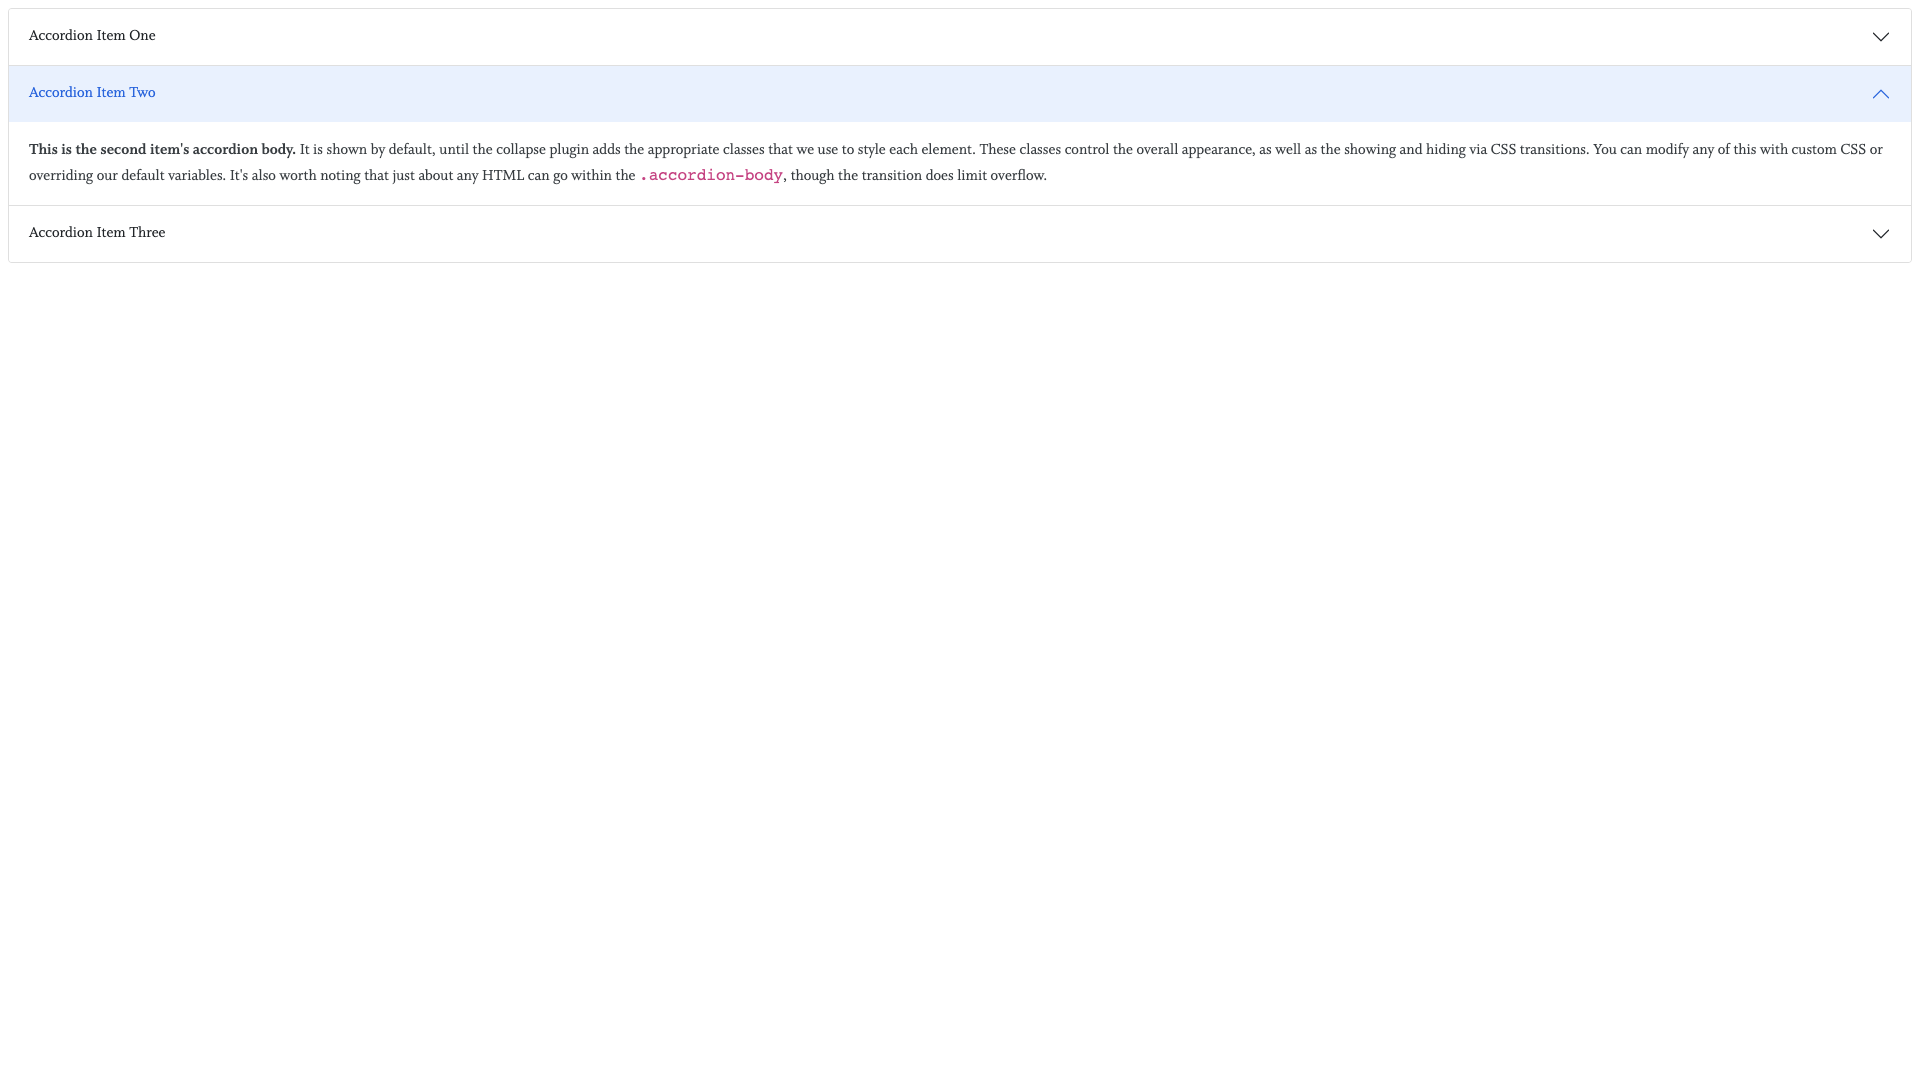 Accordion Item One
Accordion Item Two
This is the second item's accordion body. It is shown by default, until the collapse plugin adds the appropriate classes that we use to style each element. These classes control the overall appearance, as well as the showing and hiding via CSS transitions. You can modify any of this with custom CSS or
overriding our default variables. It's also worth noting that just about any HTML can go within the .accordion-body, though the transition does limit overflow.
Accordion Item Three